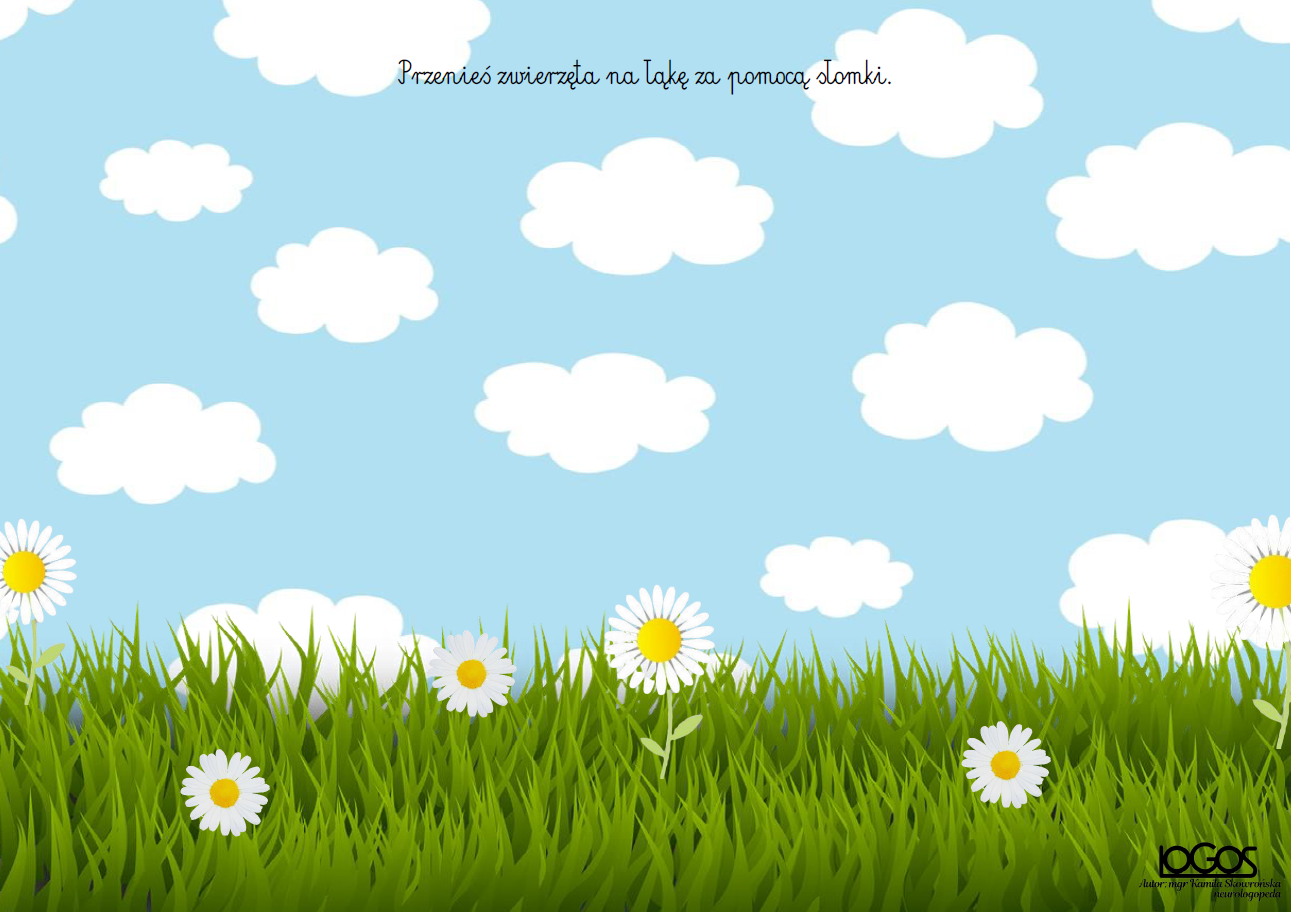 Przenieś zwierzęta na łąkę za pomocą słomki.
LOGOS
Autor: mgr Kamila Skowrońska
neurologopeda